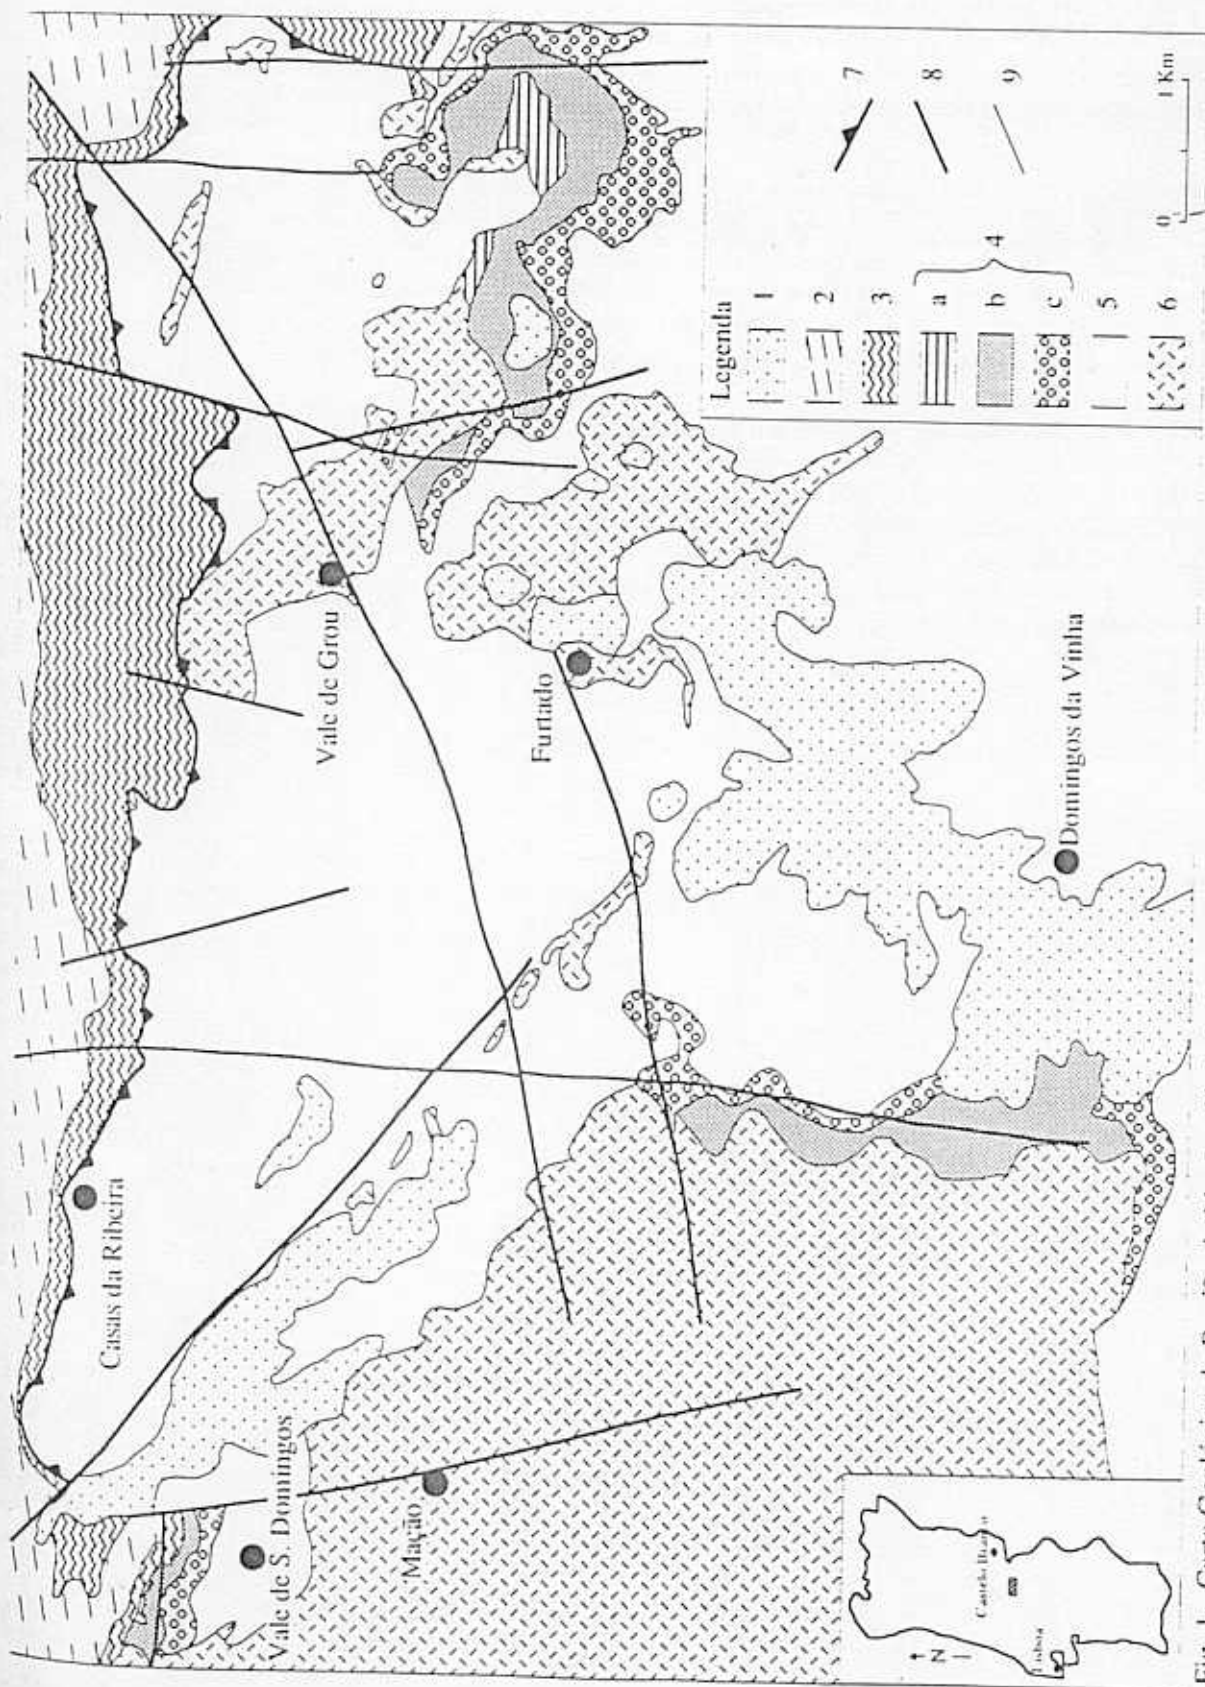 Casas da Ribeira
Vale de S. Domingos
Mação
Vale de Grou
Furtado
Domingos da Vinha
Legenda
1
2
3
a
b
c
4
5
6
7
8
9
0
1 Km
N
Lisboa
Castelo Branco